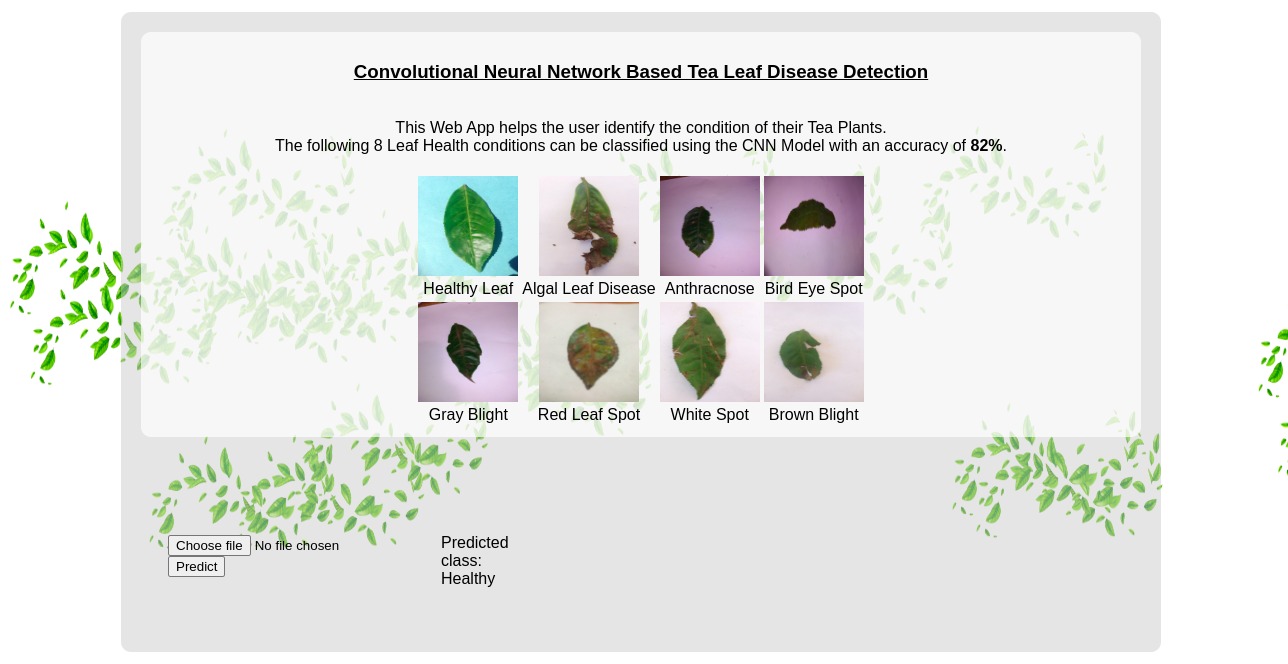 Convolutional Neural Network Based Tea Leaf Disease Detection
This Web App helps the user identify the condition of their Tea Plants.
The following 8 Leaf Health conditions can be classified using the CNN Model with an accuracy of 82%.
Healthy Leaf Algal Leaf Disease Anthracnose Bird Eye Spot
Gray Blight Red Leaf Spot White Spot Brown Blight
Choose file No file chosen
Predict
Predicted
class:
Healthy